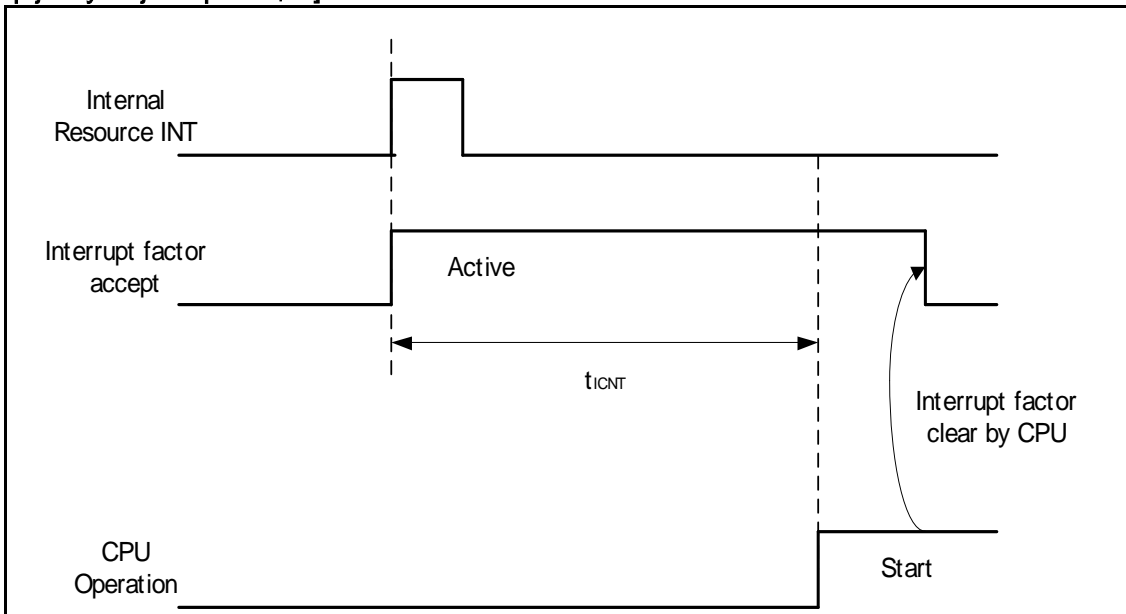 Internal
Resource INT
Interrupt factor
accept
Active
tICNT
Interrupt factor
clear by CPU
CPU
Operation
Start